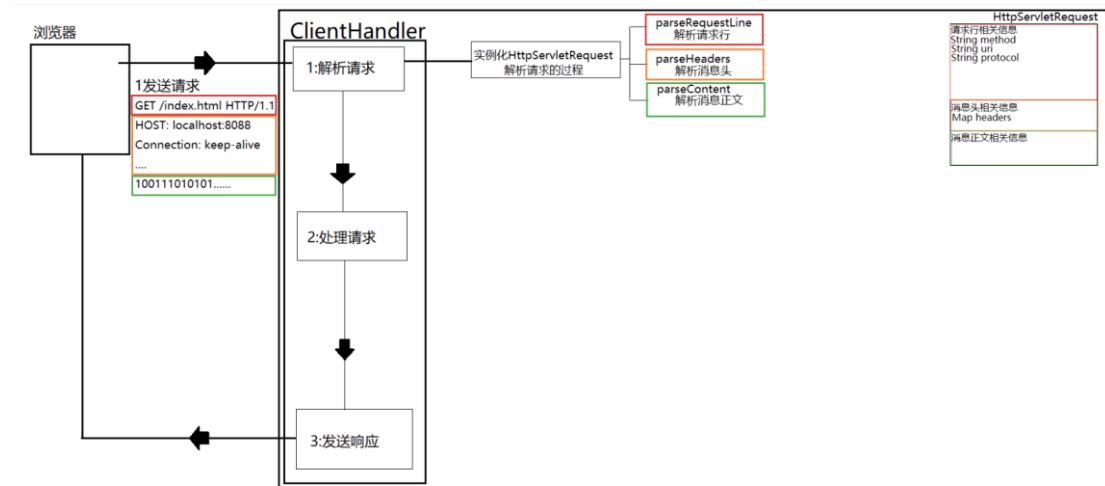 浏览器
1发送请求
GET /index.html HTTP/1.1
HOST: localhost:8088
Connection: keep-alive
....
100111010101......
ClientHandler
1:解析请求
2:处理请求
3:发送响应
实例化HttpServletRequest
解析请求的过程
parseRequestLine
解析请求行
parseHeaders
解析消息头
parseContent
解析消息正文
HttpServletRequest
请求行相关信息
String method
String uri
String protocol
消息头相关信息
Map headers
消息正文相关信息